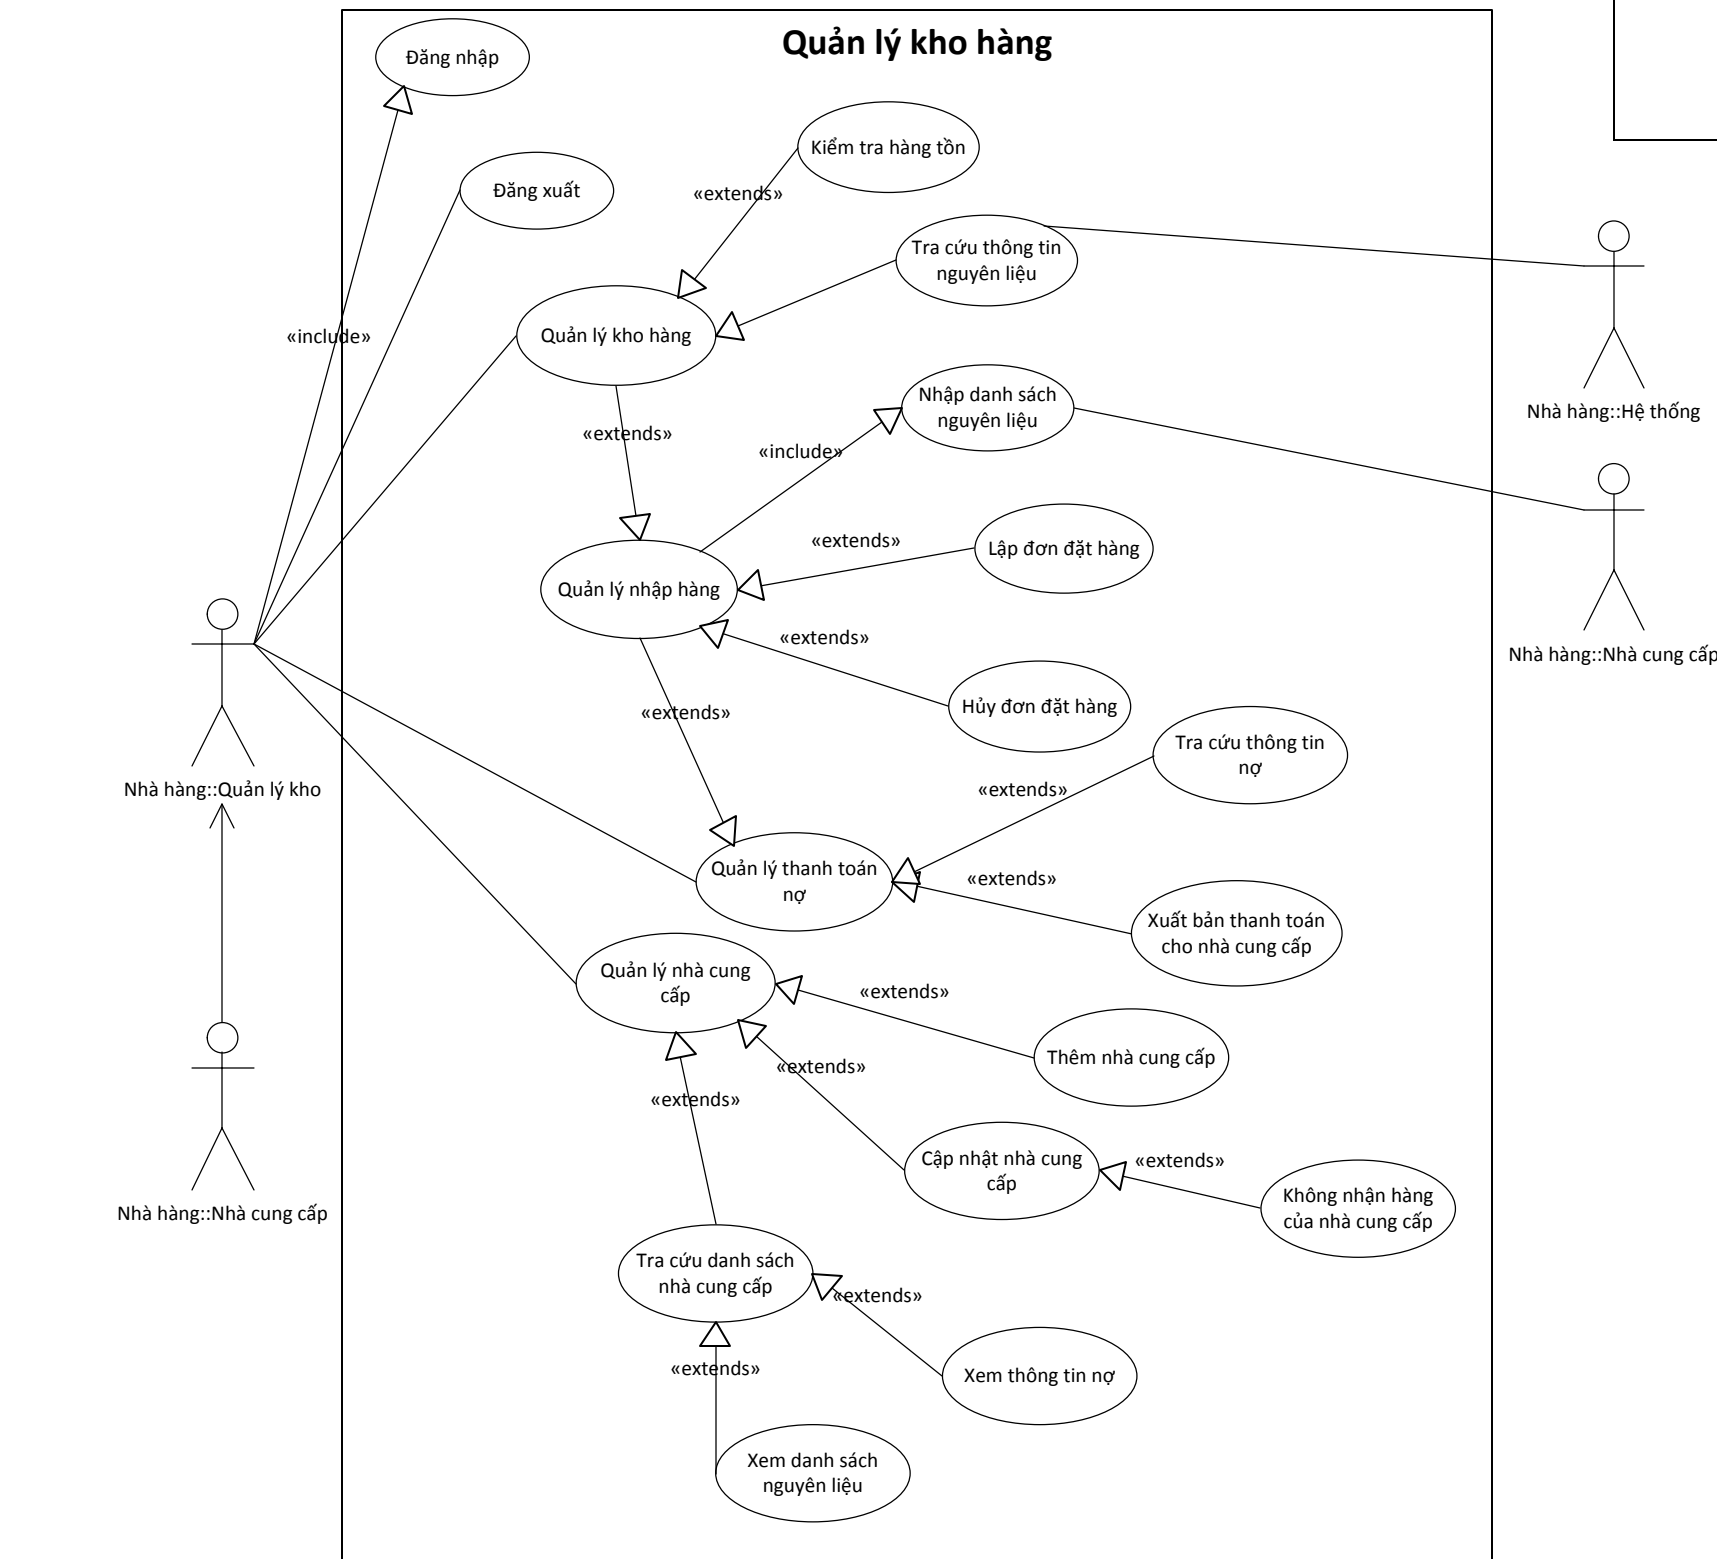 Quản lý kho hàng
Đăng nhập
Kiểm tra hàng tồn
Đăng xuất
«extends»
Tra cứu thông tin
nguyên liệu
«include»
Quản lý kho hàng
Nhập danh sách
nguyên liệu
Nhà hàng::Hệ thống
«extends»
«include»
«extends»
Lập đơn đặt hàng
Quản lý nhập hàng
«extends»
Nhà hàng::Nhà cung cấp
Hủy đơn đặt hàng
«extends»
Tra cứu thông tin
nợ
Nhà hàng::Quản lý kho
«extends»
Quản lý thanh toán
nợ
«extends»
Xuất bản thanh toán
cho nhà cung cấp
Quản lý nhà cung
cấp
«extends»
Thêm nhà cung cấp
«extends»
«extends»
Cập nhật nhà cung
cấp
«extends»
Không nhận hàng
của nhà cung cấp
Nhà hàng::Nhà cung cấp
Tra cứu danh sách
nhà cung cấp
«extends»
«extends»
Xem thông tin nợ
Xem danh sách
nguyên liệu